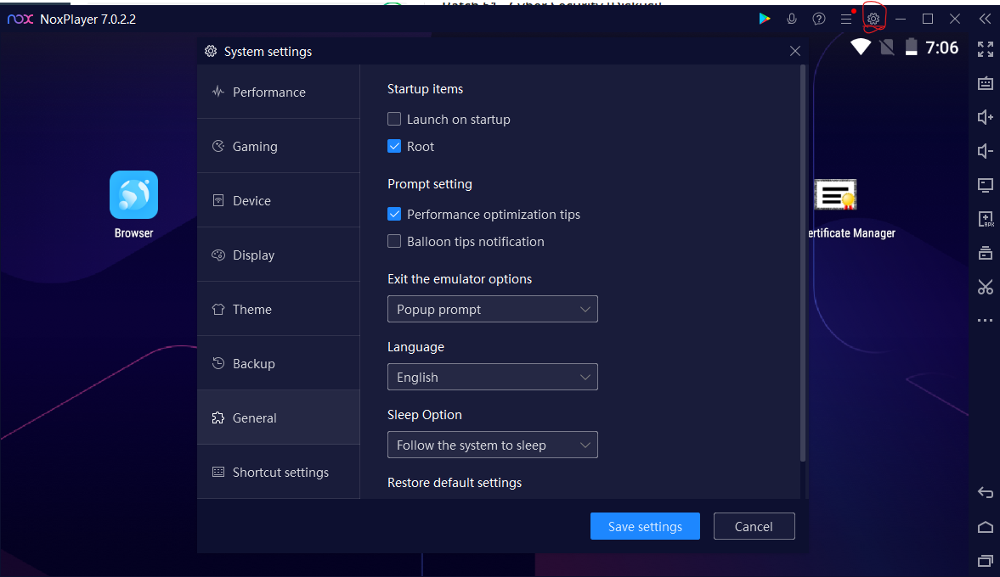 nox NoxPlayer 7.0.2.2
7:06
System settings
Performance
Gaming
Device
Display
Theme
Backup
General
Shortcut settings
Startup items
Launch on startup
Root
Prompt setting
Performance optimization tips
Balloon tips notification
Exit the emulator options
Popup prompt
Language
English
Sleep Option
Follow the system to sleep
Restore default settings
Save settings
Cancel
Browser
ertificate Manager
APK